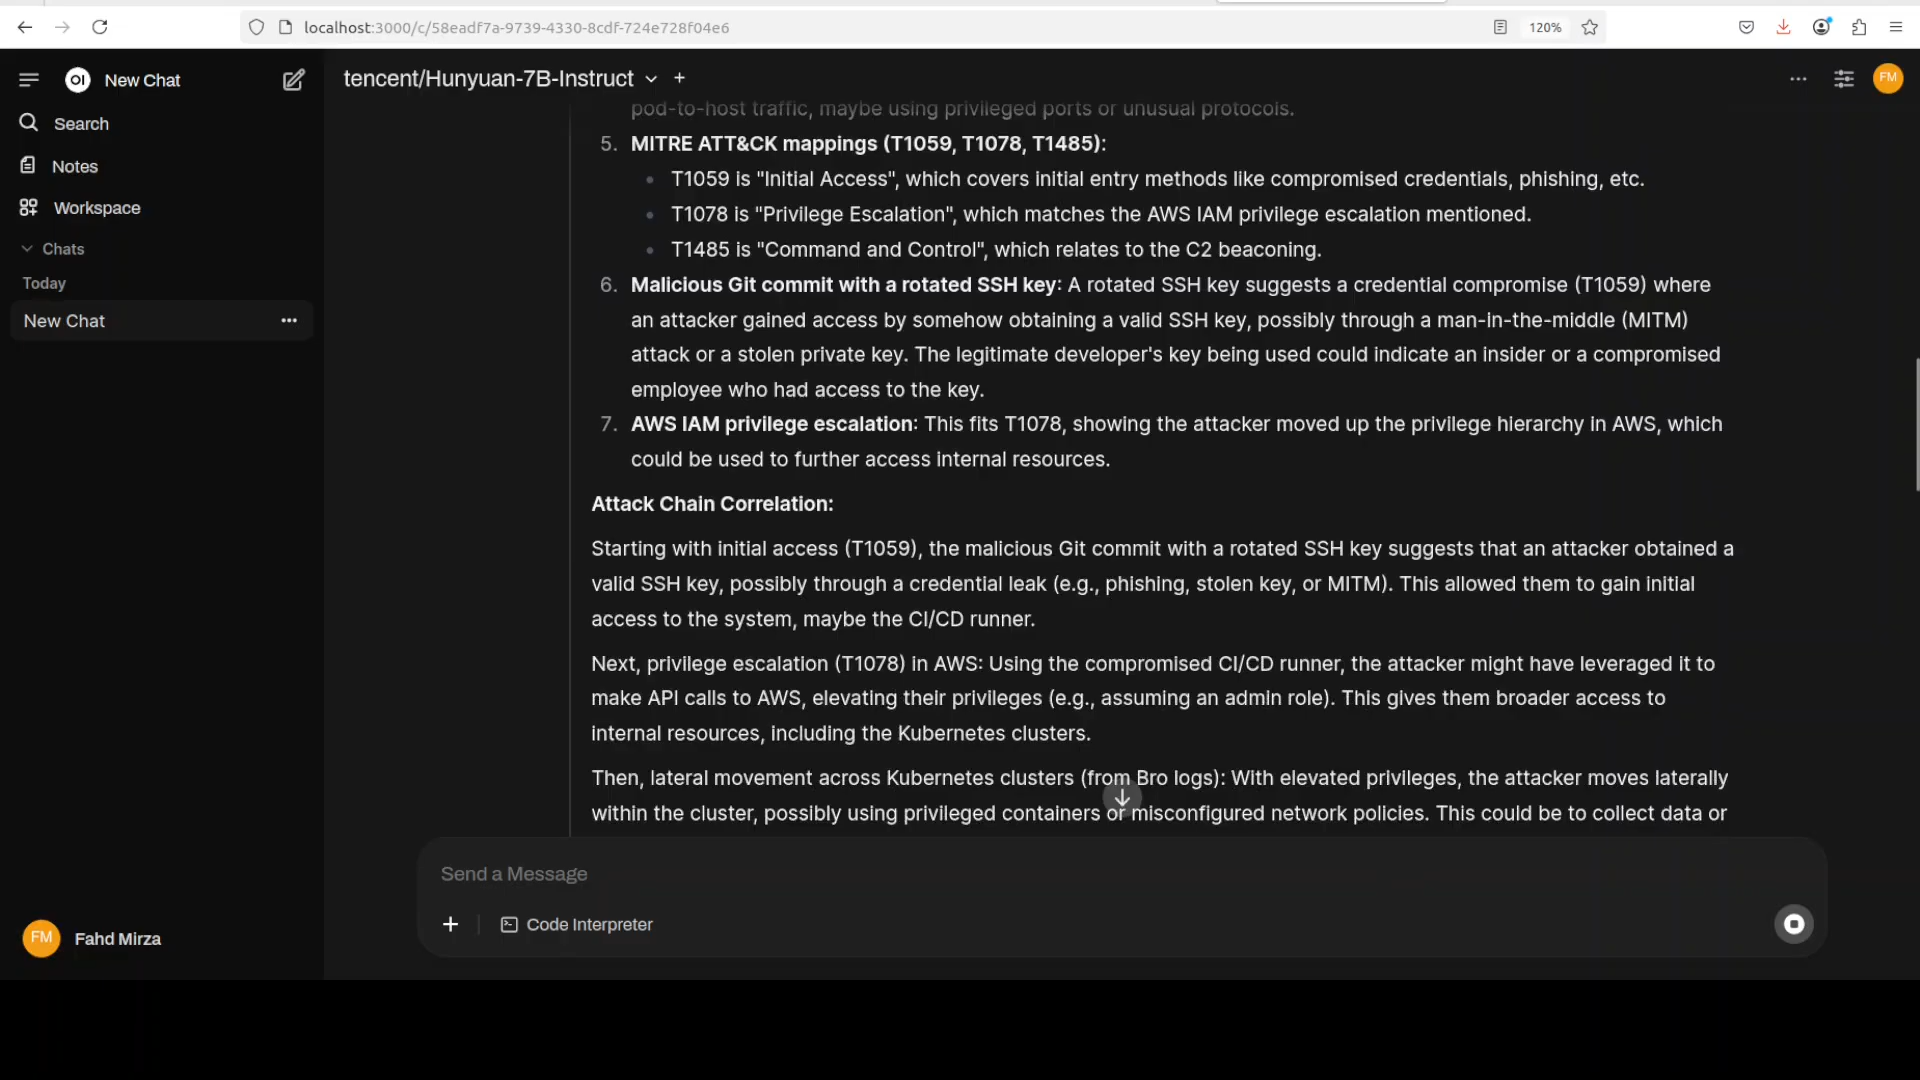 localhost:3000/c/58eadf7a-9739-4330-8cdf-724e728f04e6
120%
OI New Chat
Search
Notes
Workspace
Chats
Today
New Chat
Fahd Mirza
FM
tencent/Hunyuan-7B-Instruct
FM
pod-to-host traffic, maybe using privileged ports or unusual protocols.
5. MITRE ATT&CK mappings (T1059, T1078, T1485):
T1059 is "Initial Access", which covers initial entry methods like compromised credentials, phishing, etc.
T1078 is "Privilege Escalation", which matches the AWS IAM privilege escalation mentioned.
T1485 is "Command and Control", which relates to the C2 beaconing.
6. Malicious Git commit with a rotated SSH key: A rotated SSH key suggests a credential compromise (T1059) where
an attacker gained access by somehow obtaining a valid SSH key, possibly through a man-in-the-middle (MITM)
attack or a stolen private key. The legitimate developer's key being used could indicate an insider or a compromised
employee who had access to the key.
7. AWS IAM privilege escalation: This fits T1078, showing the attacker moved up the privilege hierarchy in AWS, which
could be used to further access internal resources.
Attack Chain Correlation:
Starting with initial access (T1059), the malicious Git commit with a rotated SSH key suggests that an attacker obtained a
valid SSH key, possibly through a credential leak (e.g., phishing, stolen key, or MITM). This allowed them to gain initial
access to the system, maybe the CI/CD runner.
Next, privilege escalation (T1078) in AWS: Using the compromised CI/CD runner, the attacker might have leveraged it to
make API calls to AWS, elevating their privileges (e.g., assuming an admin role). This gives them broader access to
internal resources, including the Kubernetes clusters.
Then, lateral movement across Kubernetes clusters (from Bro logs): With elevated privileges, the attacker moves laterally
within the cluster, possibly using privileged containers or misconfigured network policies. This could be to collect data or
Send a Message
Code Interpreter